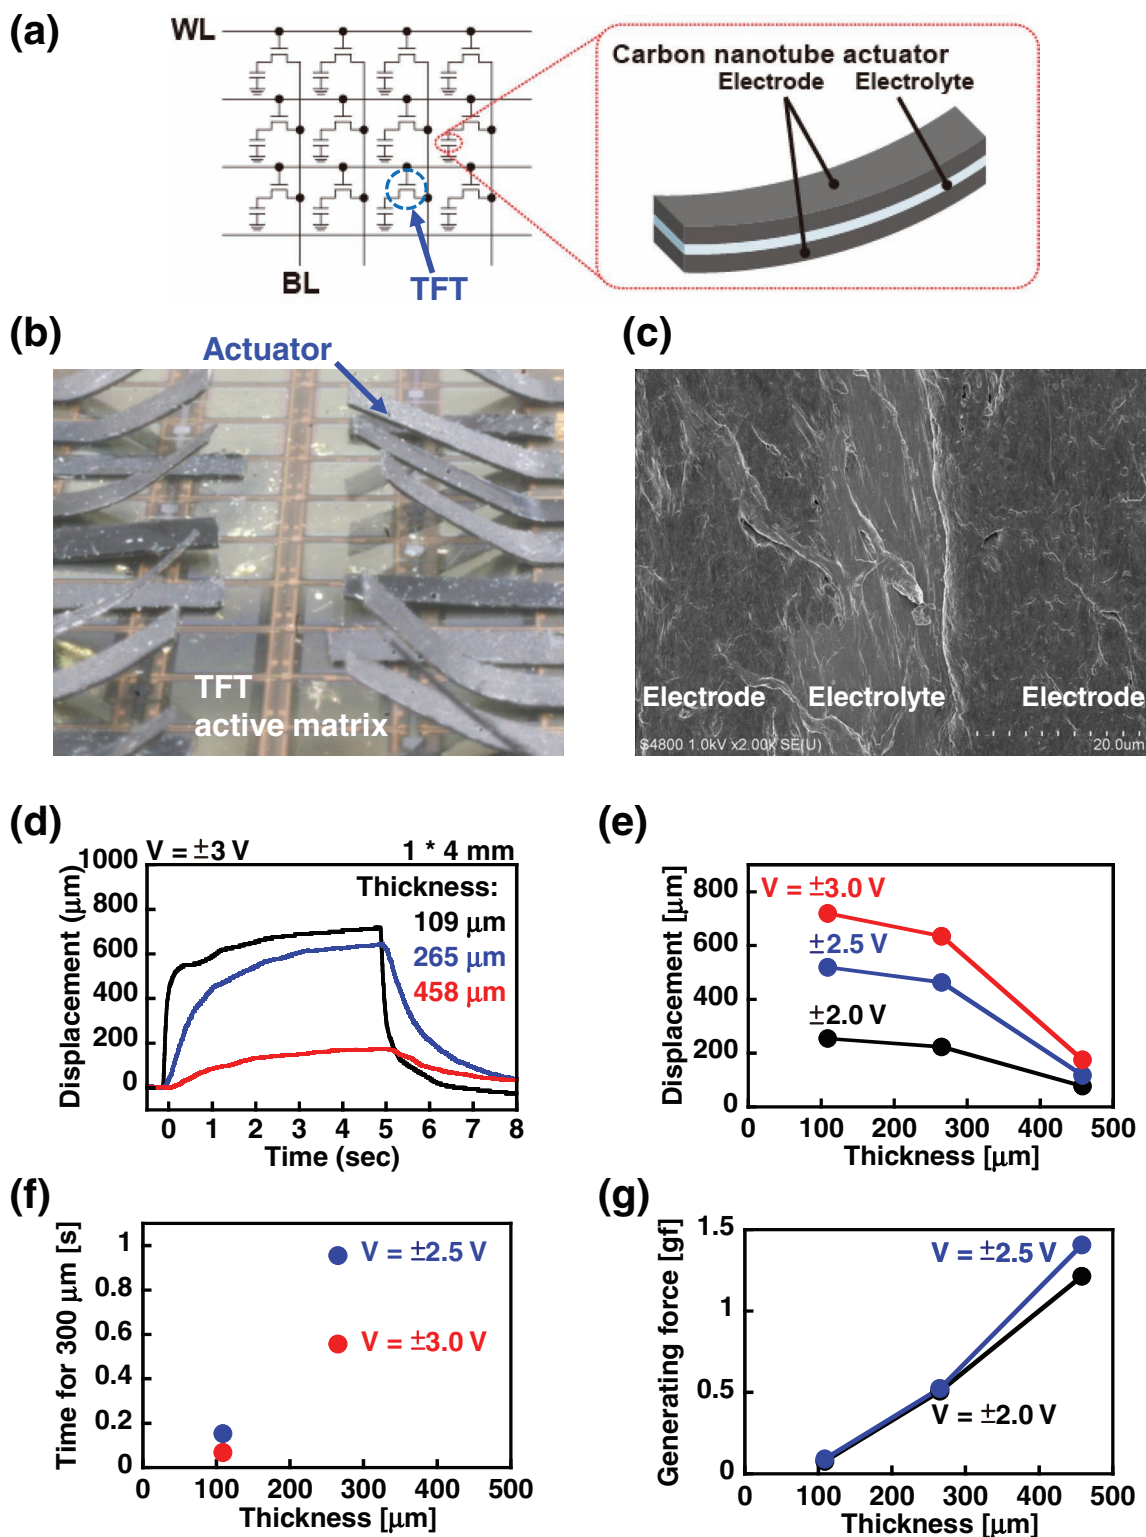 (a)
WL
Carbon nanotube actuator
Electrode Electrolyte
BL
TFT
(b)
Actuator
TFT
active matrix
(c)
Electrode Electrolyte Electrode
S4800 1.0kV x2.00k SE(U) 20.0um
(d)
V = ±3 V 1 * 4 mm
Thickness:
109 μm
265 μm
458 μm
Displacement (μm)
1000
800
600
400
200
0
0 1 2 3 4 5 6 7 8
Time (sec)
(e)
V = ±3.0 V
±2.5 V
±2.0 V
Displacement [μm]
800
600
400
200
0
0 100 200 300 400 500
Thickness [μm]
(f)
V = ±2.5 V
V = ±3.0 V
Time for 300 μm [s]
1
0.8
0.6
0.4
0.2
0
0 100 200 300 400 500
Thickness [μm]
(g)
V = ±2.5 V
V = ±2.0 V
Generating force [gf]
1.5
1
0.5
0
0 100 200 300 400 500
Thickness [μm]